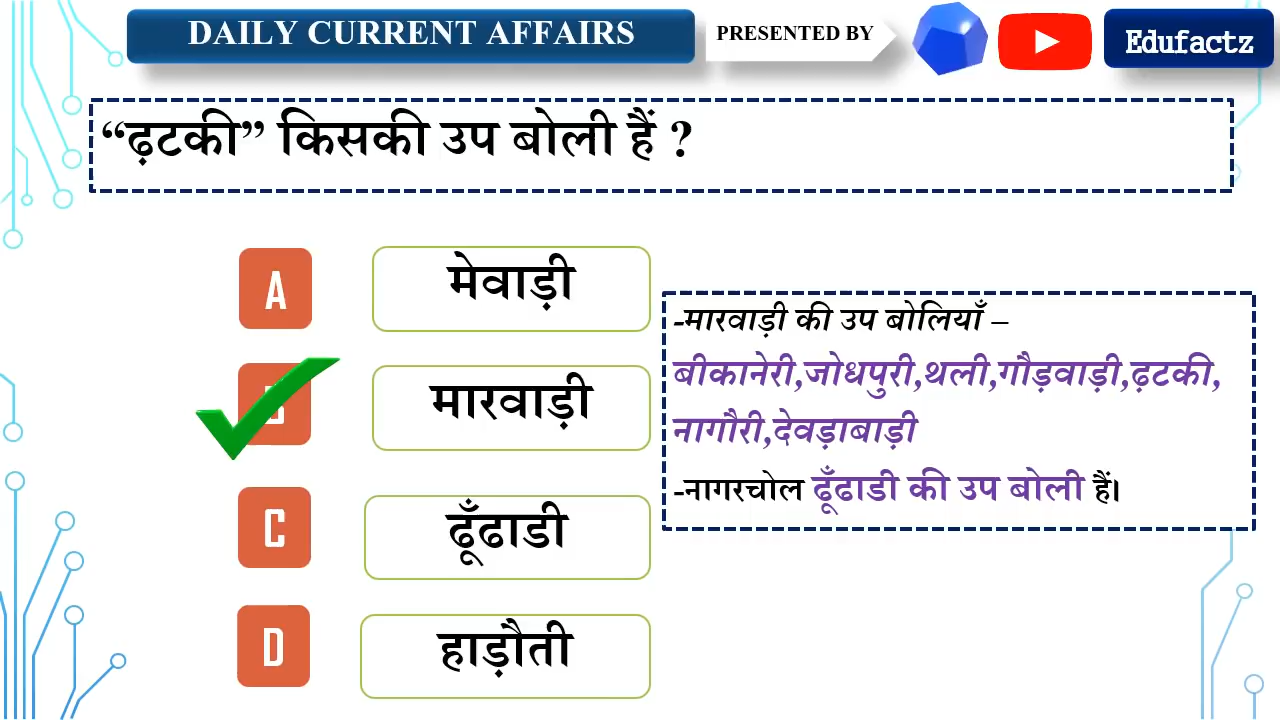 DAILY CURRENT AFFAIRS
PRESENTED BY
Edufactz
“ढ़टकी” किसकी उप बोली हैं ?
A
मेवाड़ी
मारवाड़ी
C
ढूँढाडी
D
हाड़ौती
-मारवाड़ी की उप बोलियाँ –
बीकानेरी,जोधपुरी,थली,गौड़वाड़ी,ढ़टकी,
नागौरी,देवड़ाबाड़ी
-नागरचोल ढूँढाडी की उप बोली हैं।